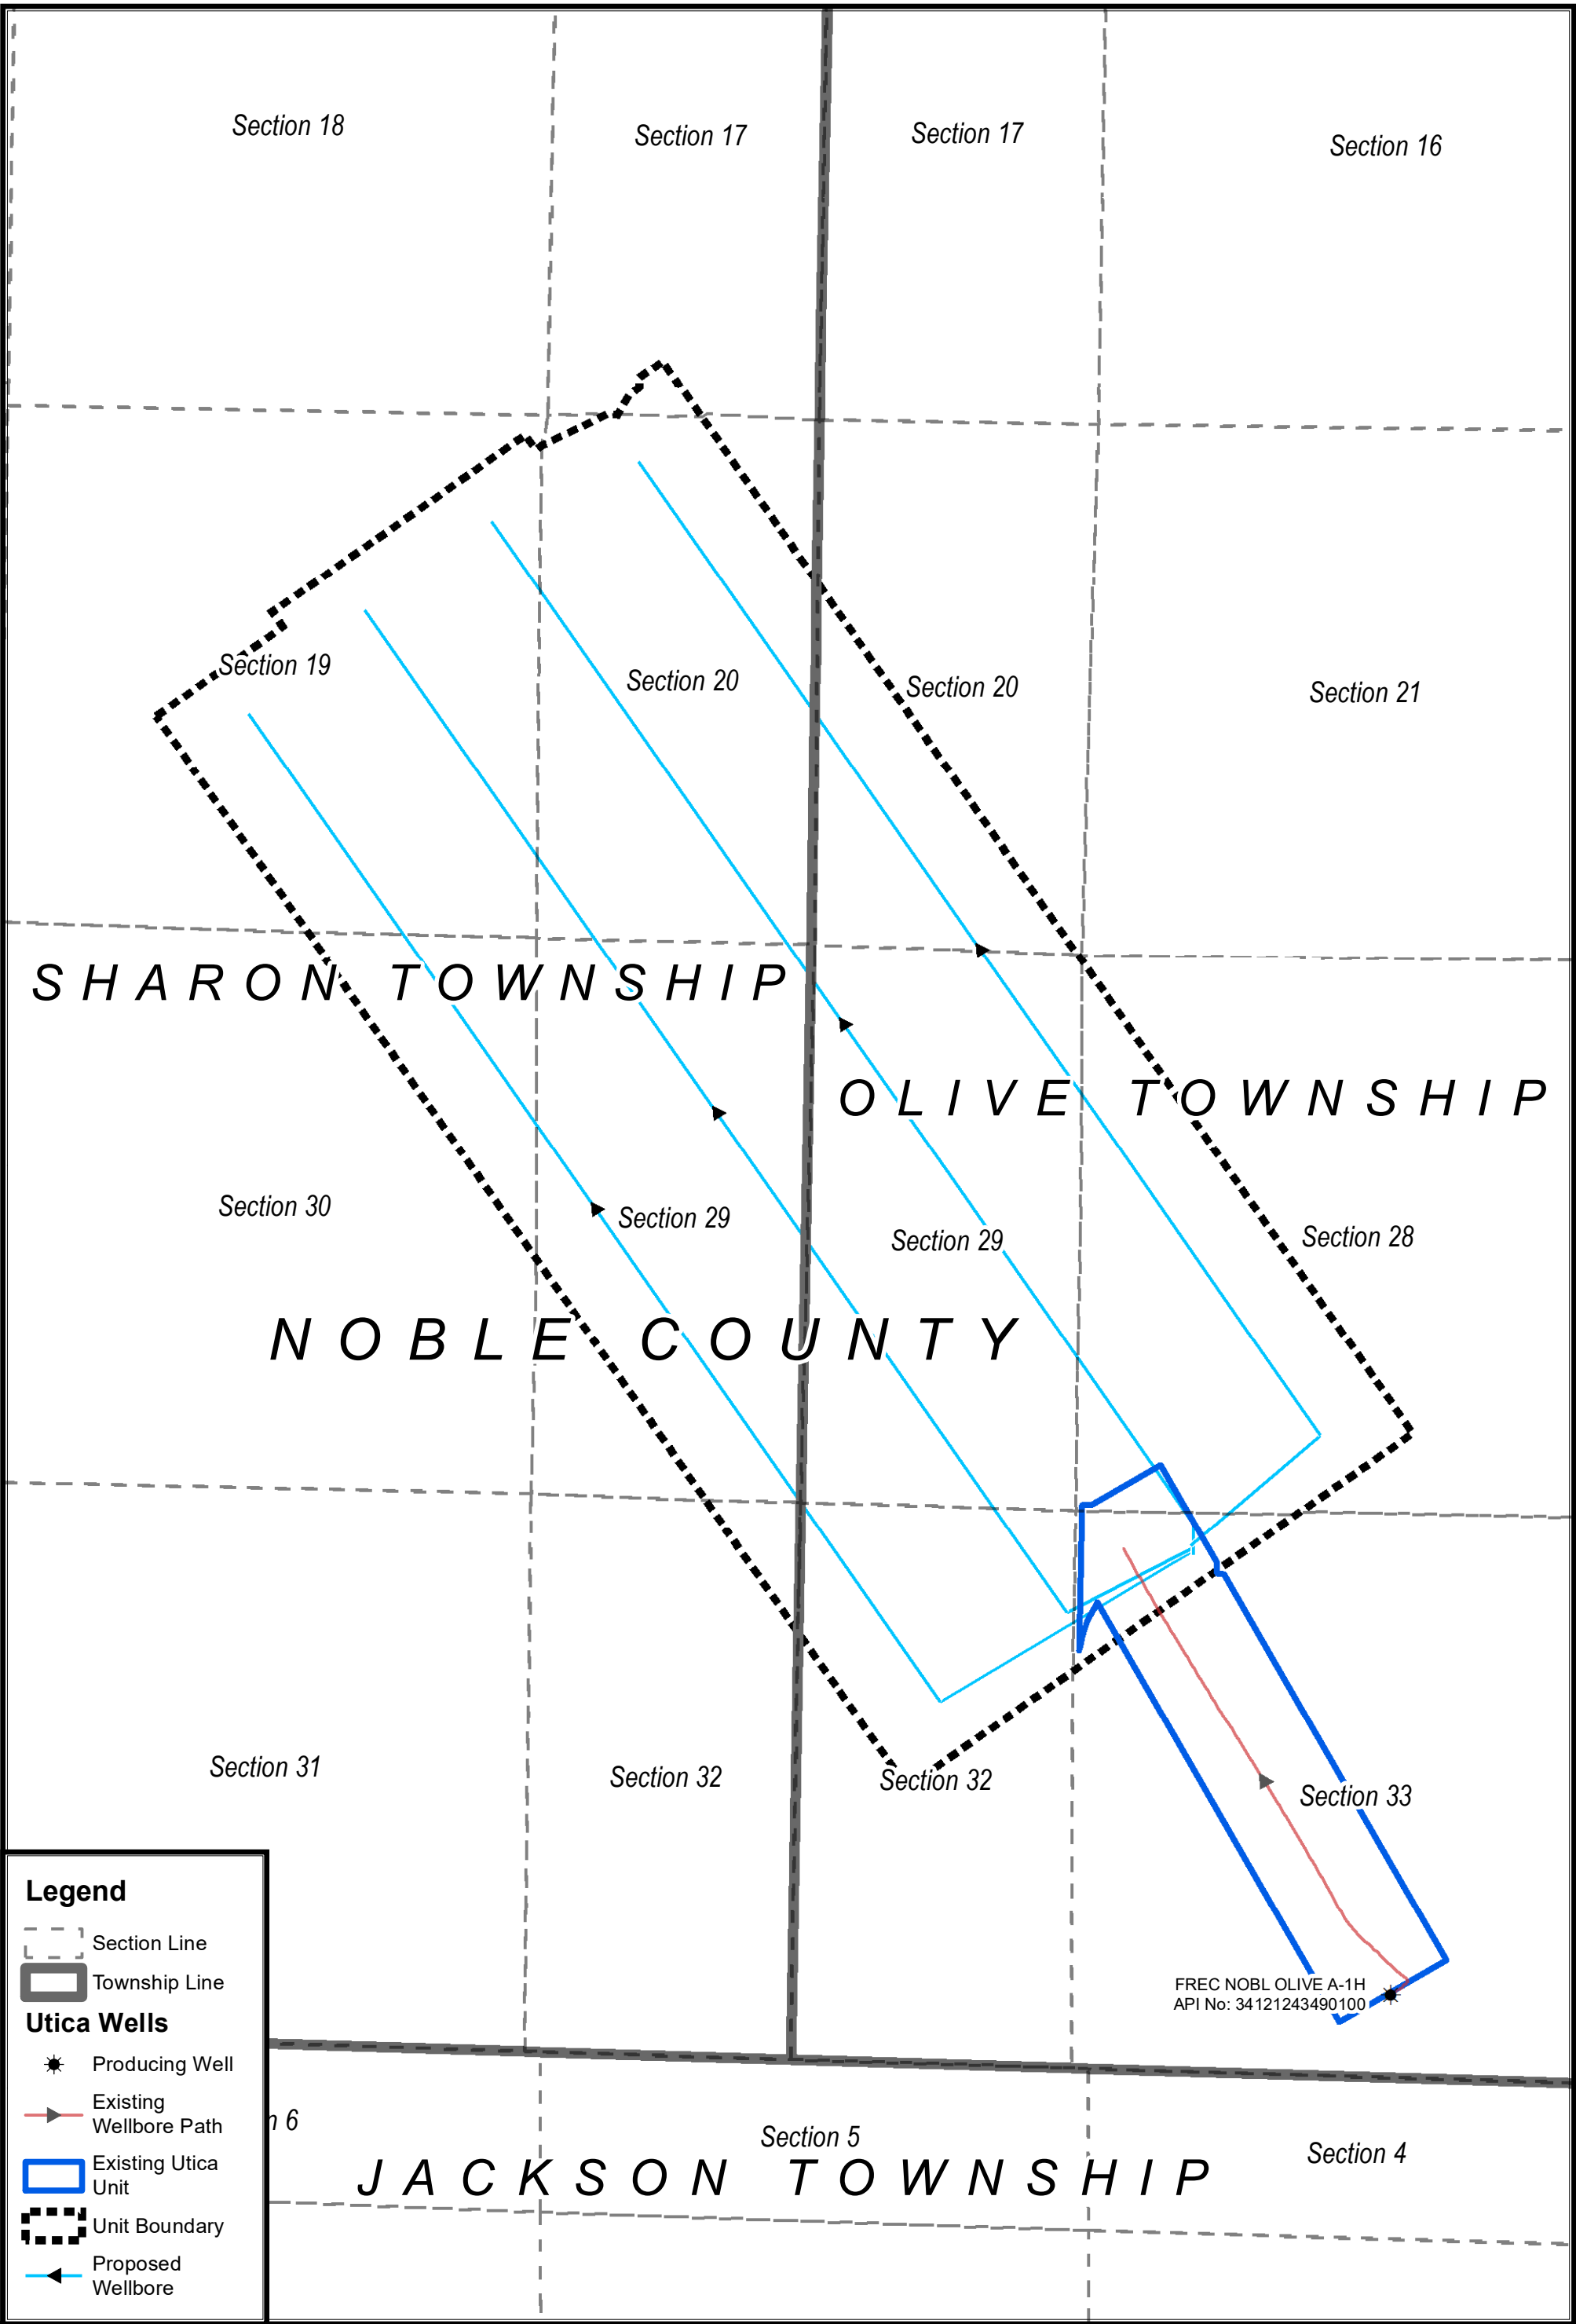 Section 18
Section 17
Section 17
Section 16
Section 19
Section 20
Section 20
Section 21
SHARON TOWNSHIP
OLIVE TOWNSHIP
Section 30
Section 29
Section 29
Section 28
NOBLE COUNTY
Section 31
Section 32
Section 32
Section 33
FREC NOBL OLIVE A-1H
API No: 34121243490100
n 6
Section 5
Section 4
JACKSON TOWNSHIP
Legend
Section Line
Township Line
Utica Wells
Producing Well
Existing
Wellbore Path
Existing Utica
Unit
Unit Boundary
Proposed
Wellbore